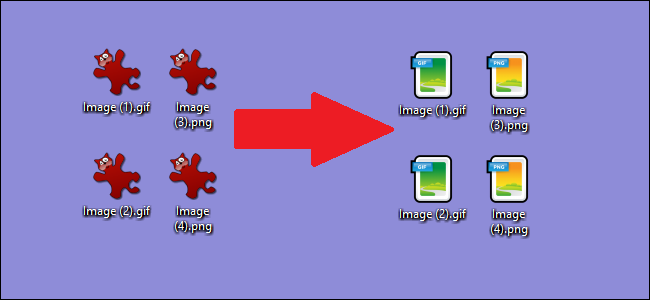 Image (1).gif
Image
(3).png
Image (2).gif
Image
(4).png
GIF
Image (1).gif
PNG
Image
(3).png
GIF
Image (2).gif
PNG
Image
(4).png